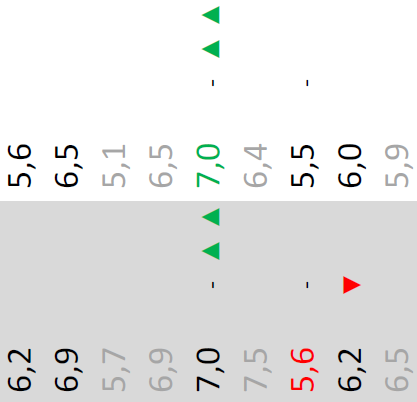 6,2 5,6
6,9 6,5
5,7 5,1
6,9 6,5
7,0 - ▲ ▲ 7,0 - ▲ ▲
7,5 6,4
5,6 - 5,5 -
6,2 ▼ 6,0
6,5 5,9